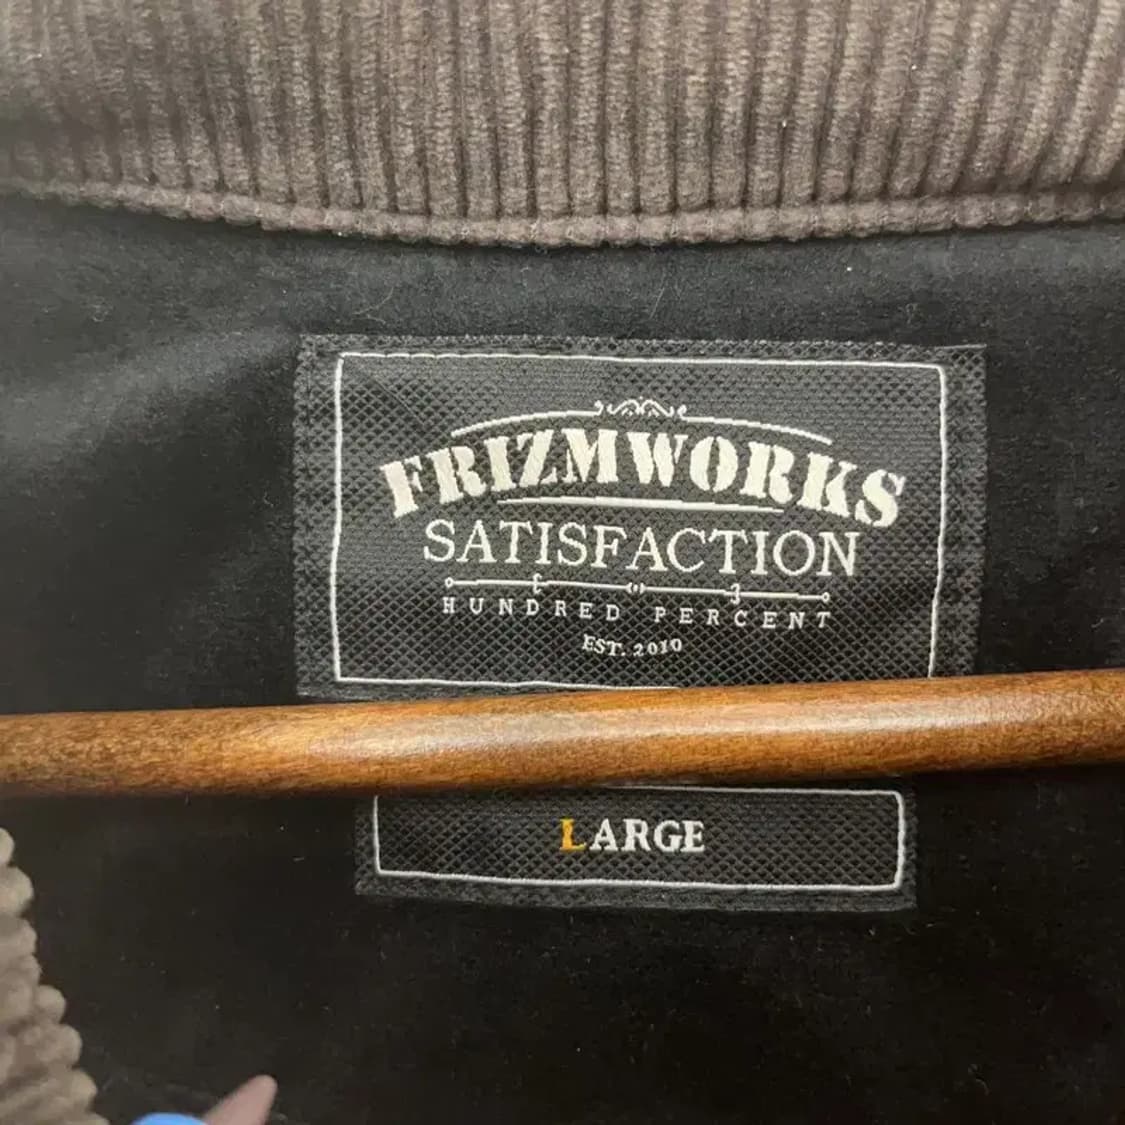 FRIZMWORKS
SATISFACTION
HUNDRED PERCENT
EST. 2010
LARGE